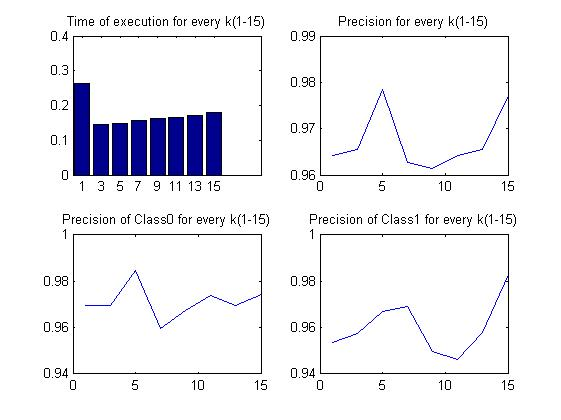 Time of execution for every k(1-15)
0.4
0.3
0.2
0.1
0
1 3 5 7 9 11 13 15
Precision for every k(1-15)
0.99
0.98
0.97
0.96
0 5 10 15
Precision of Class0 for every k(1-15)
1
0.98
0.96
0.94
0 5 10 15
Precision of Class1 for every k(1-15)
1
0.98
0.96
0.94
0 5 10 15